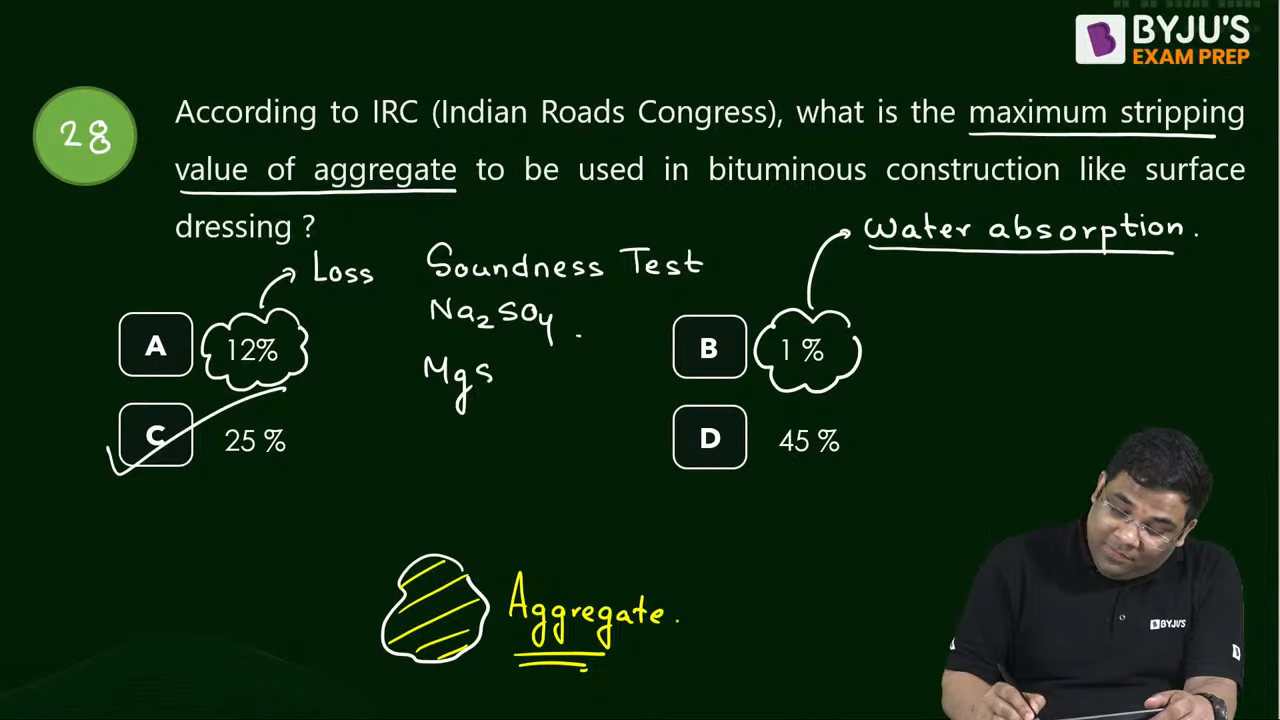 BYJU'S
EXAM PREP
28
According to IRC (Indian Roads Congress), what is the maximum stripping
value of aggregate to be used in bituminous construction like surface
dressing ?
Water absorption.
Loss
Soundness Test
Na2SO4
MgS
A 12%
B 1 %
C 25 %
D 45 %
Aggregate.
BYJU'S